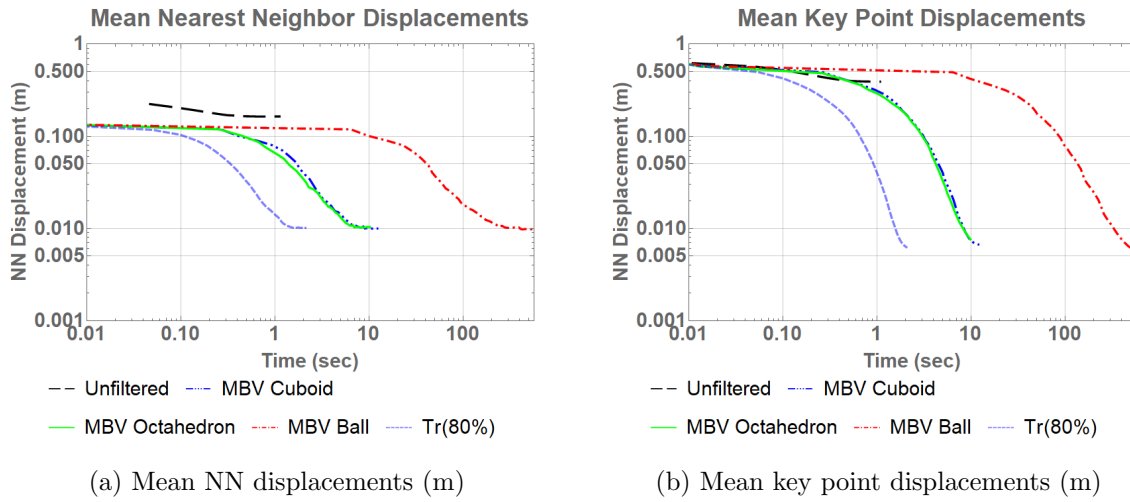 Mean Nearest Neighbor Displacements
NN Displacement (m)
1
0.500
0.100
0.050
0.010
0.005
0.001
0.01
0.10
1
10
100
Time (sec)
Unfiltered
MBV Cuboid
MBV Octahedron
MBV Ball
Tr(80%)
(a) Mean NN displacements (m)
Mean Key Point Displacements
NN Displacement (m)
1
0.500
0.100
0.050
0.010
0.005
0.001
0.01
0.10
1
10
100
Time (sec)
Unfiltered
MBV Cuboid
MBV Octahedron
MBV Ball
Tr(80%)
(b) Mean key point displacements (m)